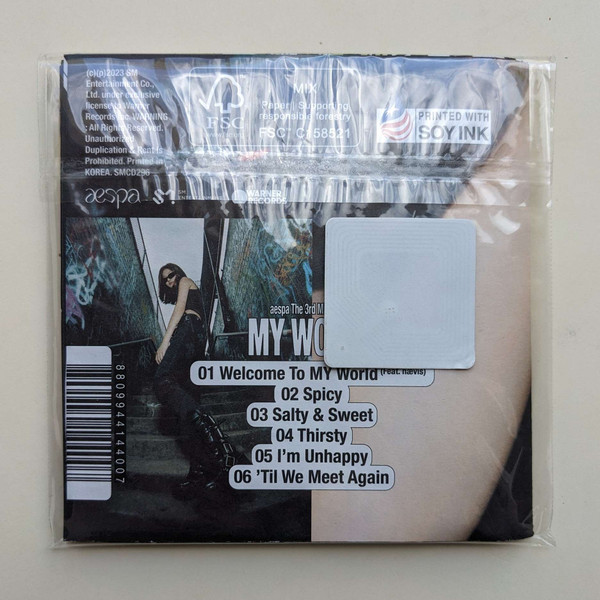 (c)(p)2023 SM
Entertainment Co.,
Ltd. under exclusive
license to Warner
Records Inc. WARNING
: All Rights Reserved.
Unauthorized
Duplication & Rent is
Prohibited. Printed in
KOREA. SMCD296
FSC
MIX
Paper | Supporting
responsible forestry
FSC® C158521
PRINTED WITH
SOY INK
aespa
SM
WARNER
RECORDS
aespa The 3rd M
MY WO
01 Welcome To MY World (Feat. nævis)
02 Spicy
03 Salty & Sweet
04 Thirsty
05 I'm Unhappy
06 'Til We Meet Again
8809944144007